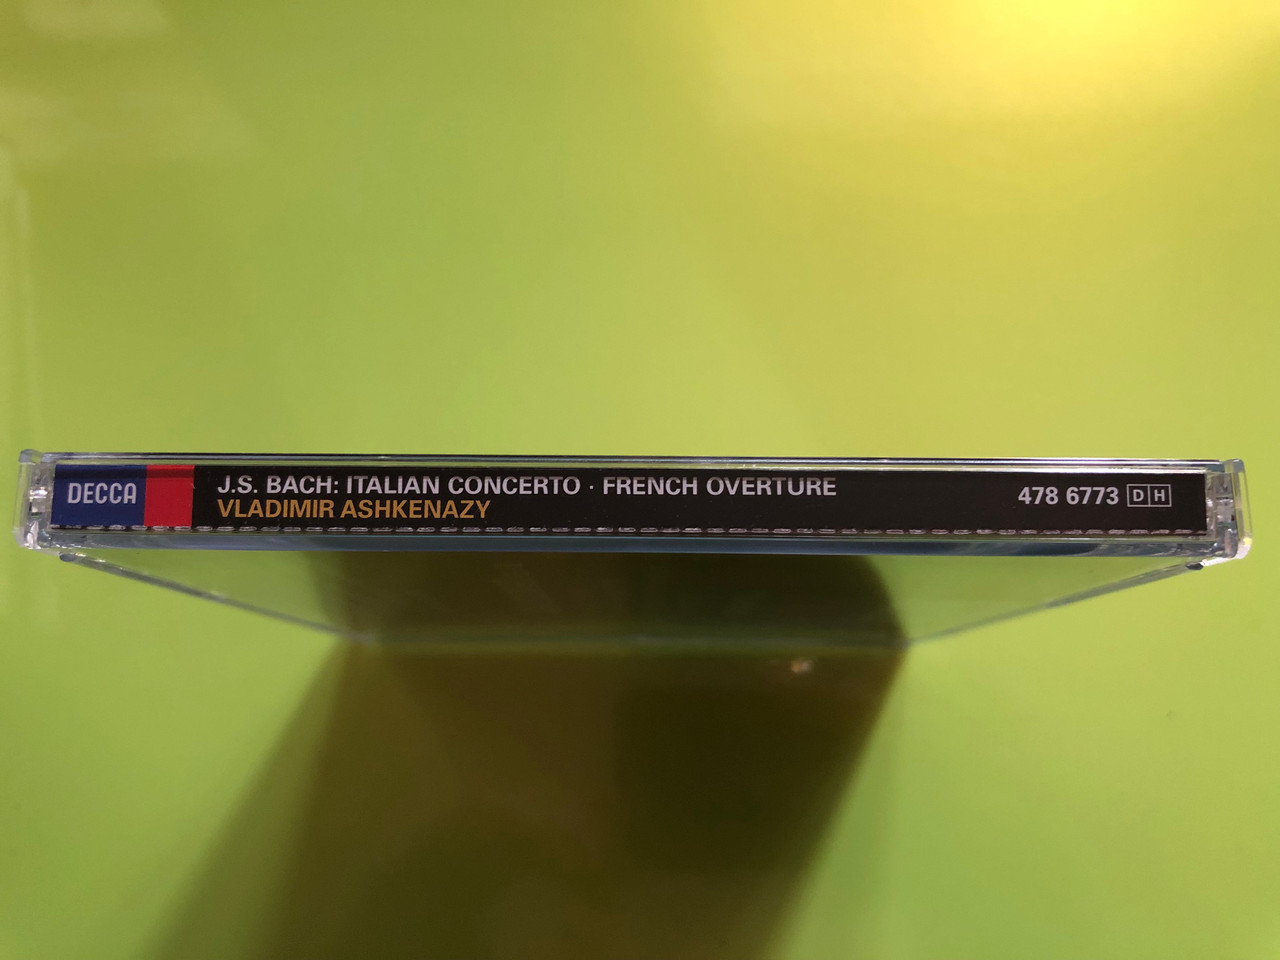 DECCA
J.S. BACH: ITALIAN CONCERTO · FRENCH OVERTURE
VLADIMIR ASHKENAZY
478 6773 DH